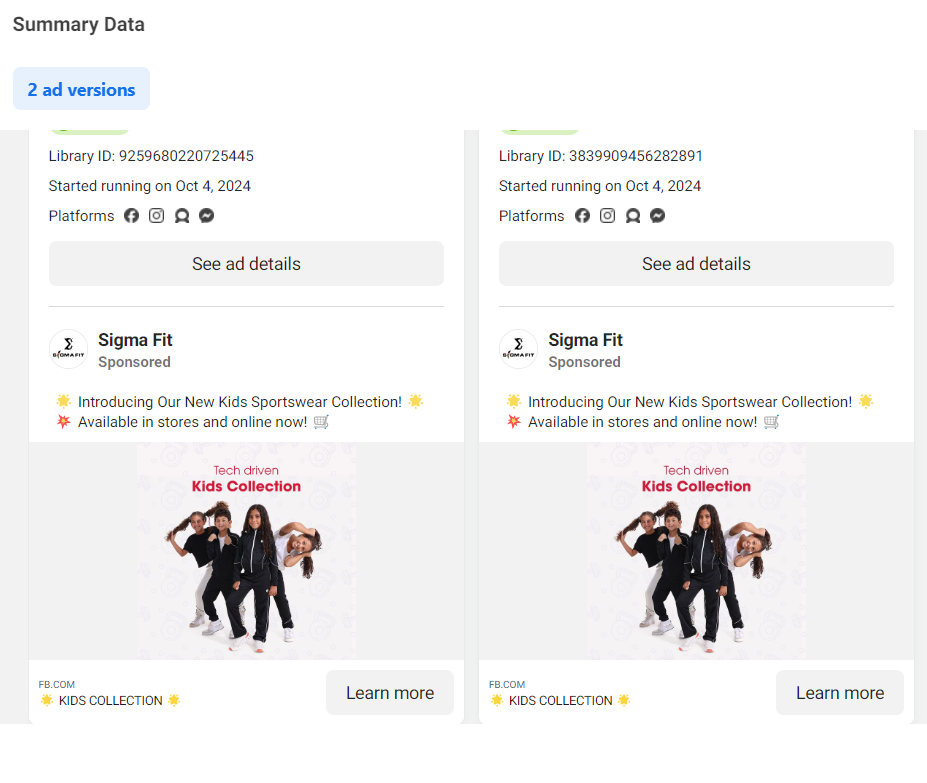 Summary Data
2 ad versions
Library ID: 9259680220725445
Started running on Oct 4, 2024
Platforms
See ad details
SIGMAFIT
Sigma Fit
Sponsored
🌟 Introducing Our New Kids Sportswear Collection! 🌟
💥 Available in stores and online now! 🛒
Tech driven
Kids Collection
FB.COM
🌟 KIDS COLLECTION 🌟
Learn more
Library ID: 3839909456282891
Started running on Oct 4, 2024
Platforms
See ad details
SIGMAFIT
Sigma Fit
Sponsored
🌟 Introducing Our New Kids Sportswear Collection! 🌟
💥 Available in stores and online now! 🛒
Tech driven
Kids Collection
FB.COM
🌟 KIDS COLLECTION 🌟
Learn more